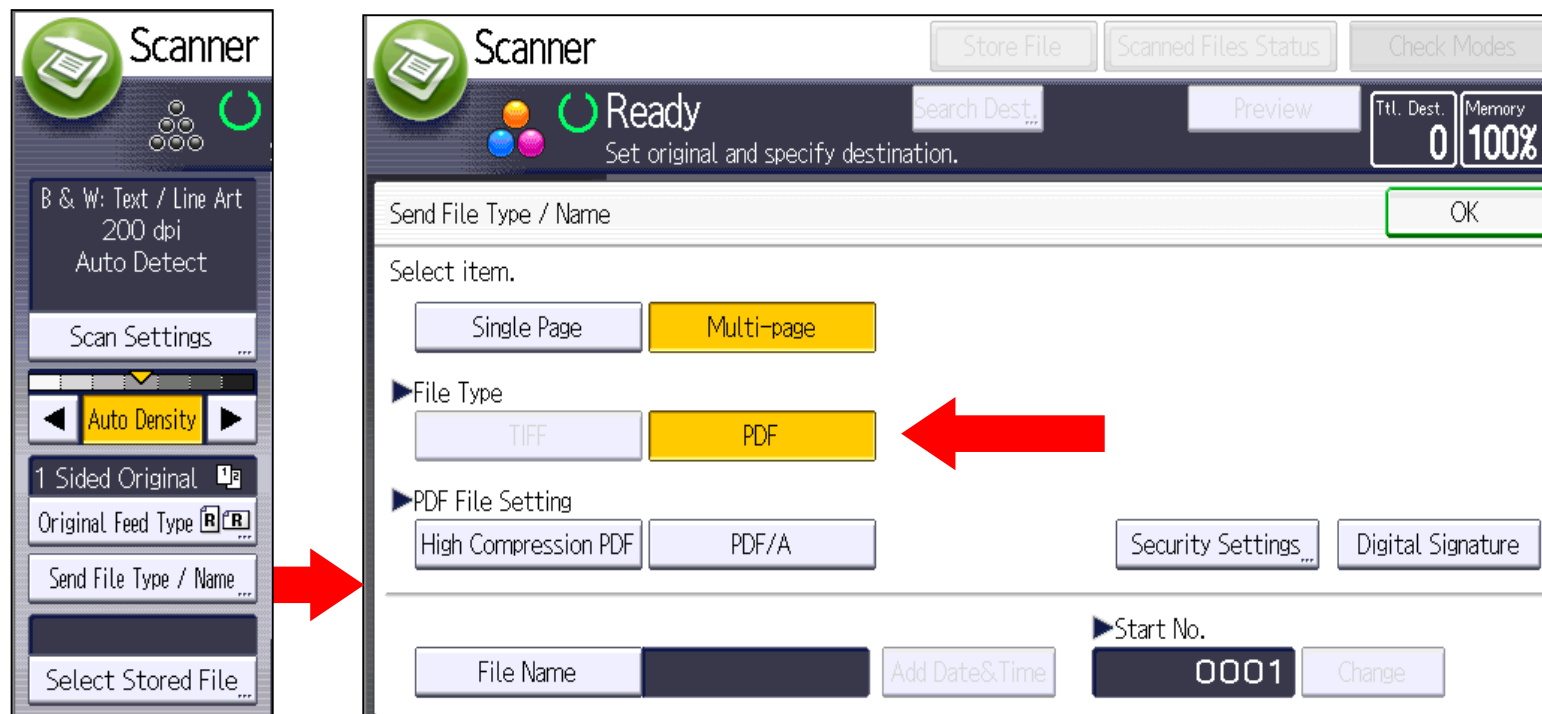 Scanner
B & W: Text / Line Art
200 dpi
Auto Detect
Scan Settings
Auto Density
1 Sided Original 1 2
Original Feed Type R R
Send File Type / Name
Select Stored File
Scanner
Store File
Scanned Files Status
Check Modes
Ready
Search Dest.
Preview
Ttl. Dest.
0
Memory
100%
Set original and specify destination.
Send File Type / Name
OK
Select item.
Single Page
Multi-page
File Type
TIFF
PDF
PDF File Setting
High Compression PDF
PDF/A
Security Settings
Digital Signature
Start No.
File Name
Add Date&Time
0001
Change